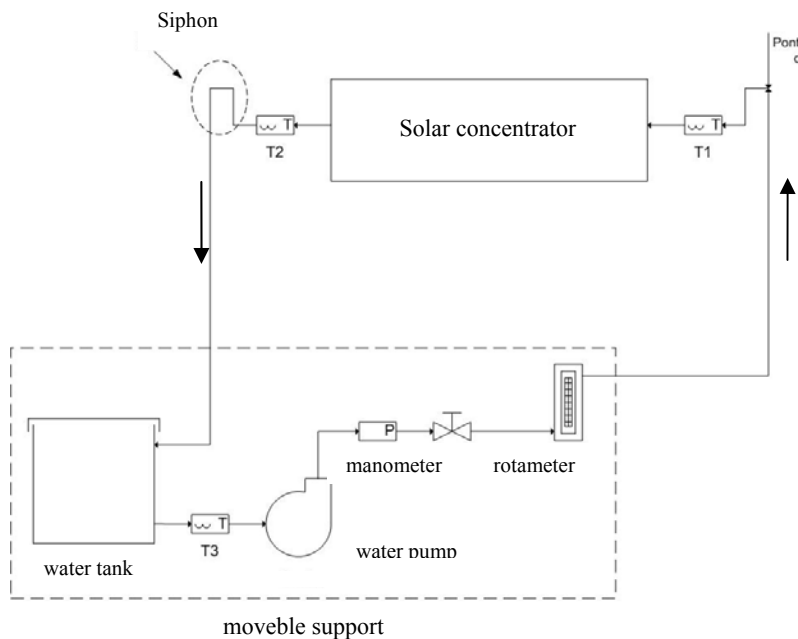 Siphon
Pont
Solar concentrator
T
T2
T
T1
P
manometer
rotameter
T
T3
water pump
water tank
moveble support